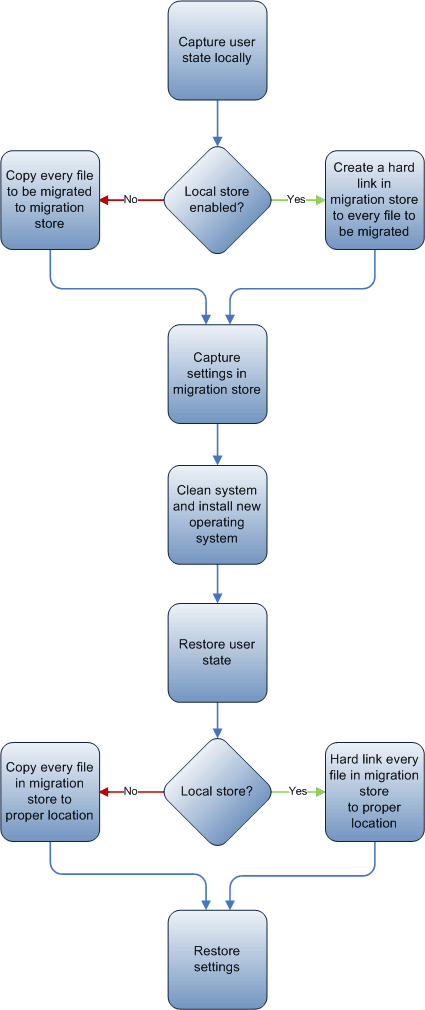 Capture user
state locally
Copy every file
to be migrated
to migration
store
No
Local store
enabled?
Yes
Create a hard
link in
migration store
to every file to
be migrated
Capture
settings in
migration store
Clean system
and install new
operating
system
Restore user
state
Copy every file
in migration
store to
proper location
No
Local store?
Yes
Hard link every
file in migration
store
to proper
location
Restore
settings